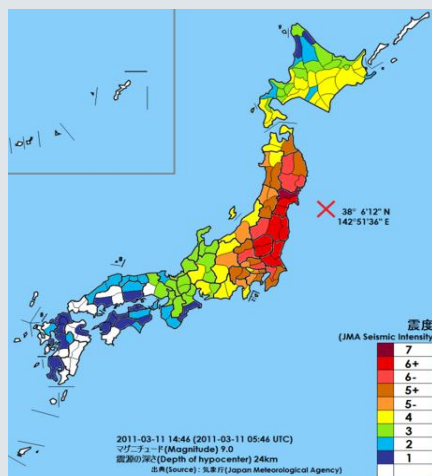 38° 6'12" N
142°51'36" E
震度
(JMA Seismic Intensity)
7
6+
6-
5+
5-
4
3
2
1
2011-03-11 14:46 (2011-03-11 05:46 UTC)
マグニチュード(Magnitude) 9.0
震源の深さ(Depth of hypocenter) 24km
出典(Source) : 気象庁(Japan Meteorological Agency)